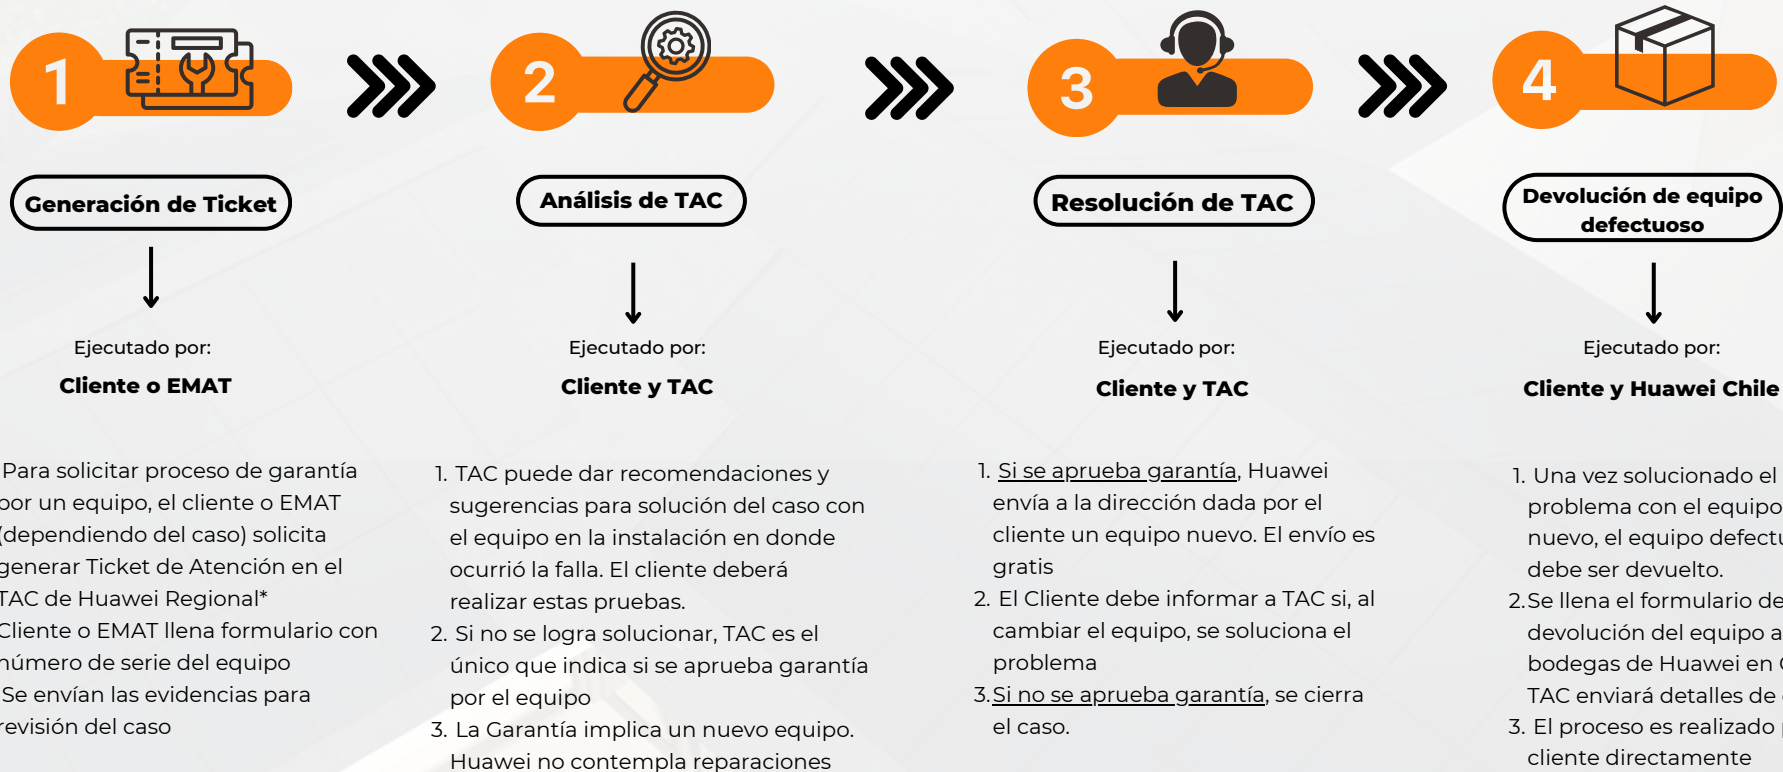 1
2
3
4
Generación de Ticket
Análisis de TAC
Resolución de TAC
Devolución de equipo
defectuoso
Ejecutado por:
Cliente o EMAT
Ejecutado por:
Cliente y TAC
Ejecutado por:
Cliente y TAC
Ejecutado por:
Cliente y Huawei Chile
Para solicitar proceso de garantía
por un equipo, el cliente o EMAT
(dependiendo del caso) solicita
generar Ticket de Atención en el
TAC de Huawei Regional*
Cliente o EMAT llena formulario con
número de serie del equipo
Se envían las evidencias para
revisión del caso
1. TAC puede dar recomendaciones y
sugerencias para solución del caso con
el equipo en la instalación en donde
ocurrió la falla. El cliente deberá
realizar estas pruebas.
2. Si no se logra solucionar, TAC es el
único que indica si se aprueba garantía
por el equipo
3. La Garantía implica un nuevo equipo.
Huawei no contempla reparaciones
1. Si se aprueba garantía, Huawei
envía a la dirección dada por el
cliente un equipo nuevo. El envío es
gratis
2. El Cliente debe informar a TAC si, al
cambiar el equipo, se soluciona el
problema
3. Si no se aprueba garantía, se cierra
el caso.
1. Una vez solucionado el
problema con el equipo
nuevo, el equipo
debe ser devuelto.
2. Se llena el formulario de
devolución del equipo a
bodegas de Huawei en
TAC enviará detalles de
3. El proceso es realizado
cliente directamente